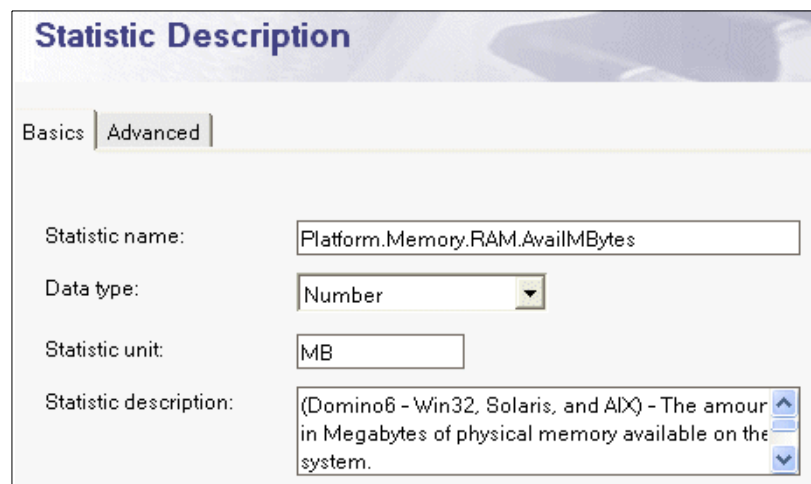 Statistic Description
Basics Advanced
Statistic name: Platform.Memory.RAM.AvailMBytes
Data type: Number
Statistic unit: MB
Statistic description: (Domino6 - Win32, Solaris, and AIX) - The amour
in Megabytes of physical memory available on the
system.